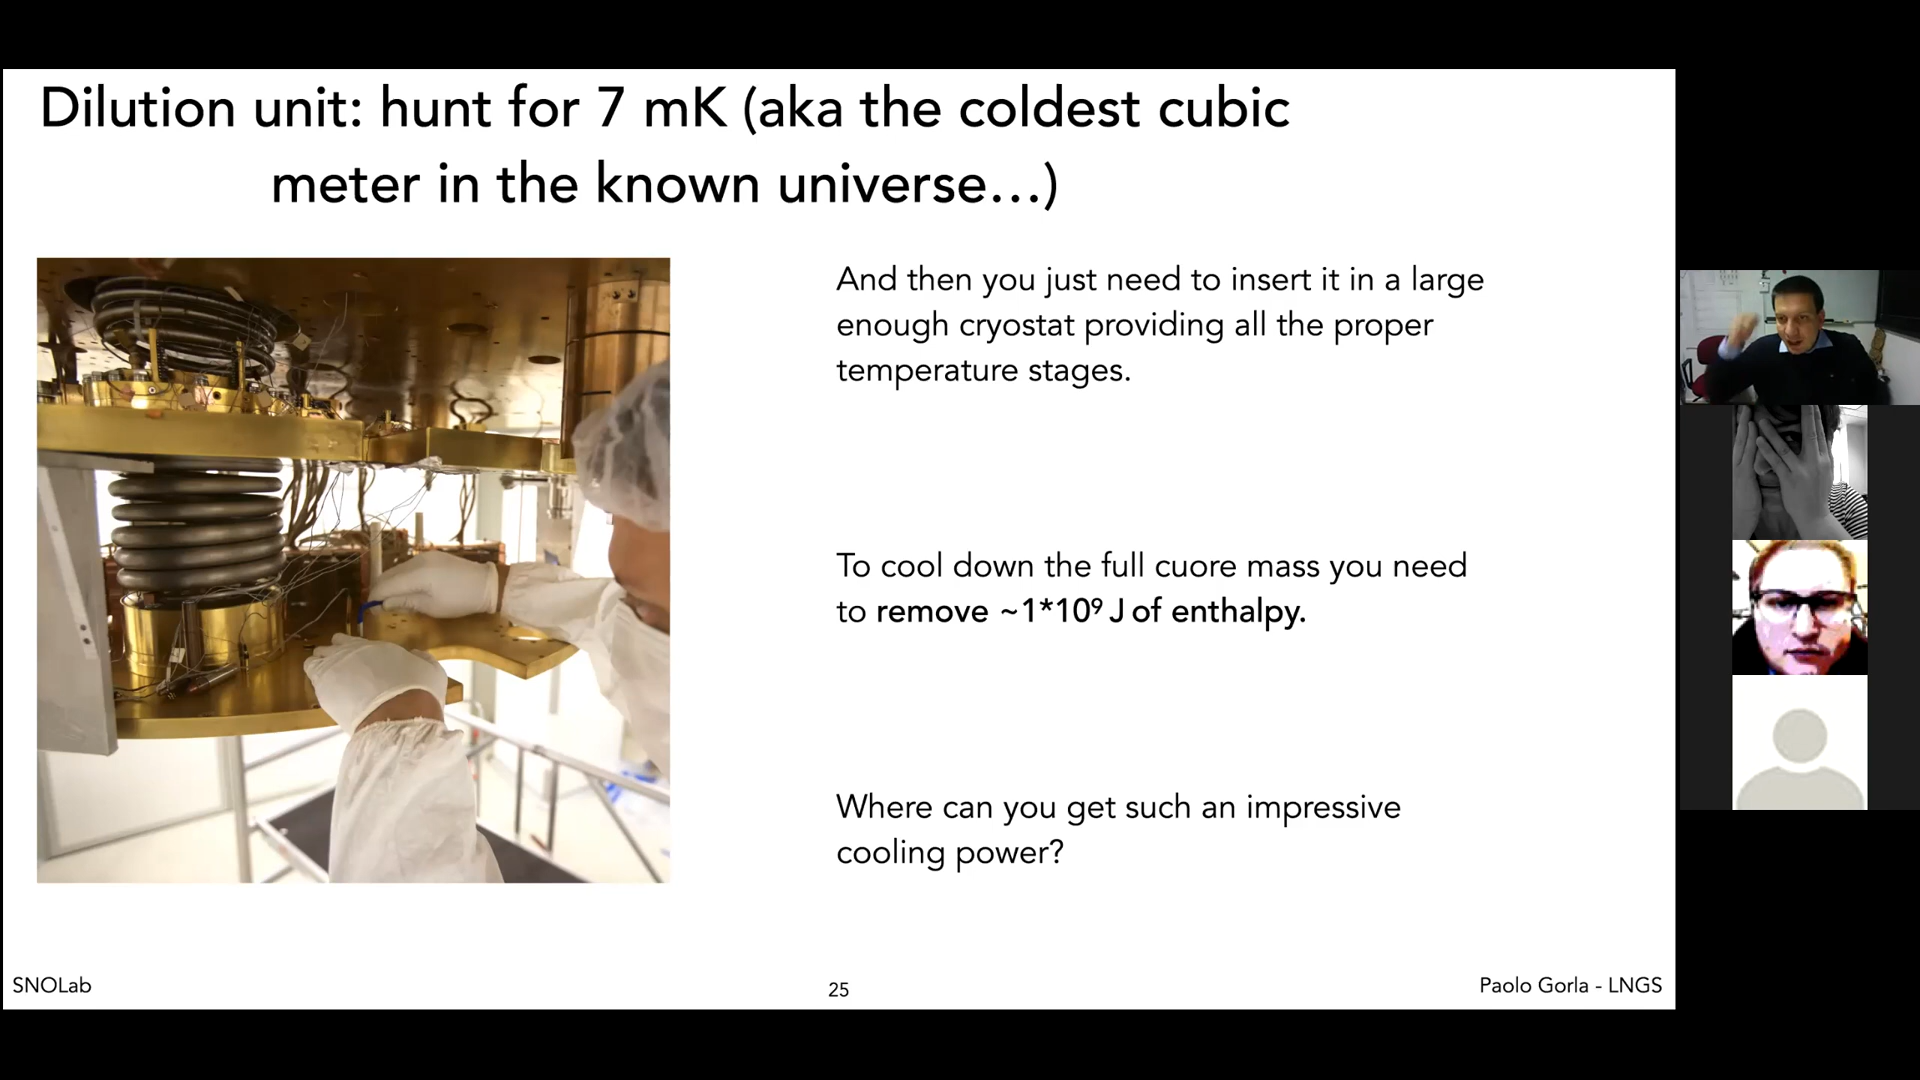 Dilution unit: hunt for 7 mK (aka the coldest cubic
meter in the known universe…)
And then you just need to insert it in a large
enough cryostat providing all the proper
temperature stages.
To cool down the full cuore mass you need
to remove ~1*10⁹ J of enthalpy.
Where can you get such an impressive
cooling power?
SNOLab
25
Paolo Gorla - LNGS